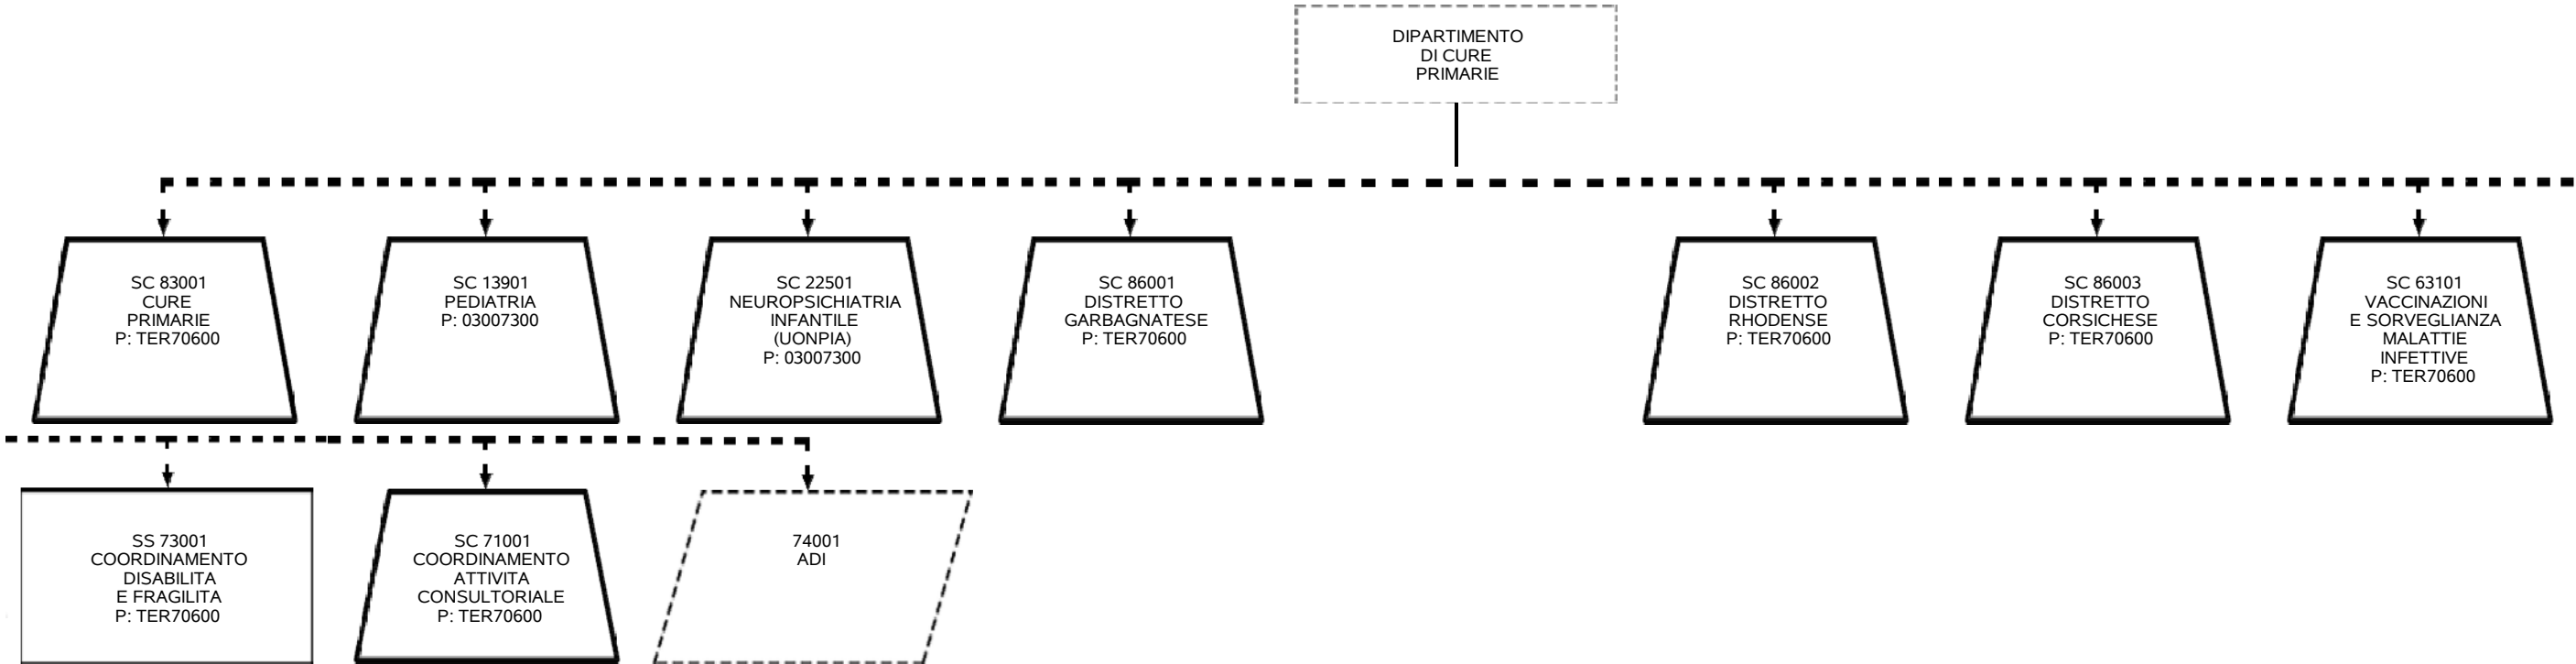 DIPARTIMENTO
DI CURE
PRIMARIE
SC 83001
CURE
PRIMARIE
P: TER70600
SC 13901
PEDIATRIA
P: 03007300
SC 22501
NEUROPSICHIATRIA
INFANTILE
(UONPIA)
P: 03007300
SC 86001
DISTRETTO
GARBAGNATESE
P: TER70600
SC 86002
DISTRETTO
RHODENSE
P: TER70600
SC 86003
DISTRETTO
CORSICHESE
P: TER70600
SC 63101
VACCINAZIONI
E SORVEGLIANZA
MALATTIE
INFETTIVE
P: TER70600
SS 73001
COORDINAMENTO
DISABILITA
E FRAGILITA
P: TER70600
SC 71001
COORDINAMENTO
ATTIVITA
CONSULTORIALE
P: TER70600
74001
ADI